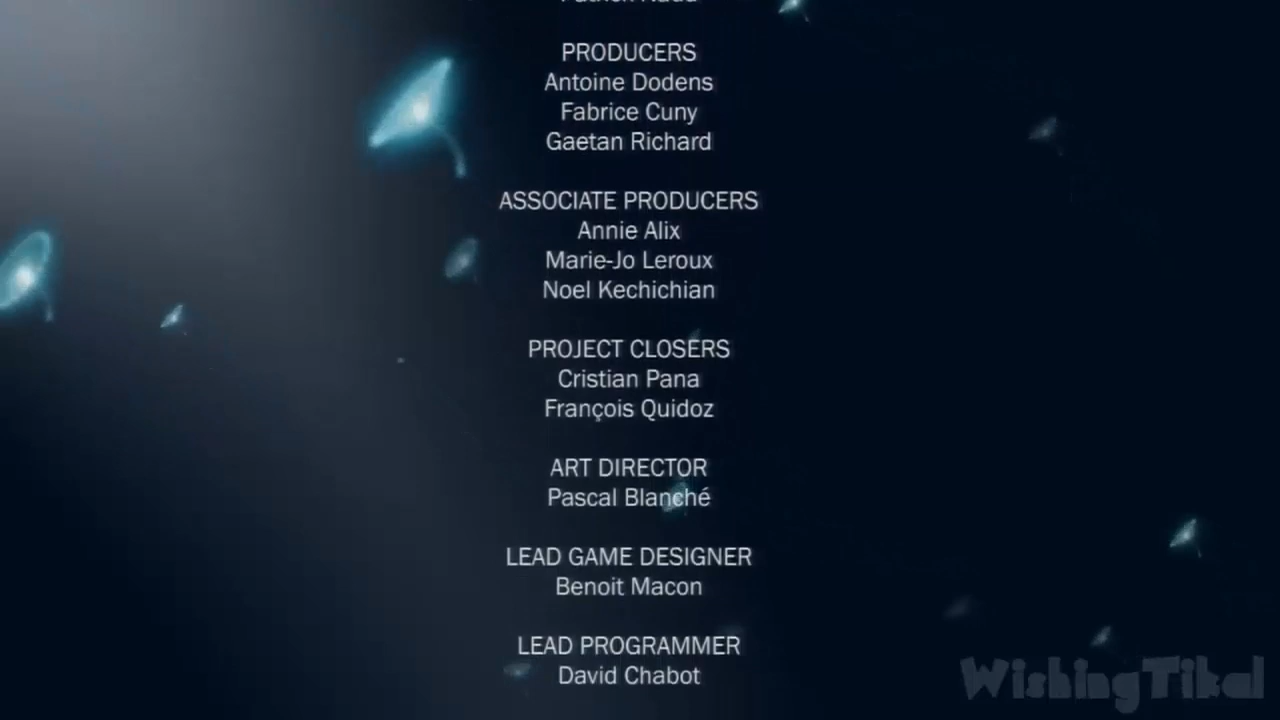 PRODUCERS
Antoine Dodens
Fabrice Cuny
Gaetan Richard
ASSOCIATE PRODUCERS
Annie Alix
Marie-Jo Leroux
Noel Kechichian
PROJECT CLOSERS
Cristian Pana
François Quidoz
ART DIRECTOR
Pascal Blanché
LEAD GAME DESIGNER
Benoit Macon
LEAD PROGRAMMER
David Chabot
WishingTikal